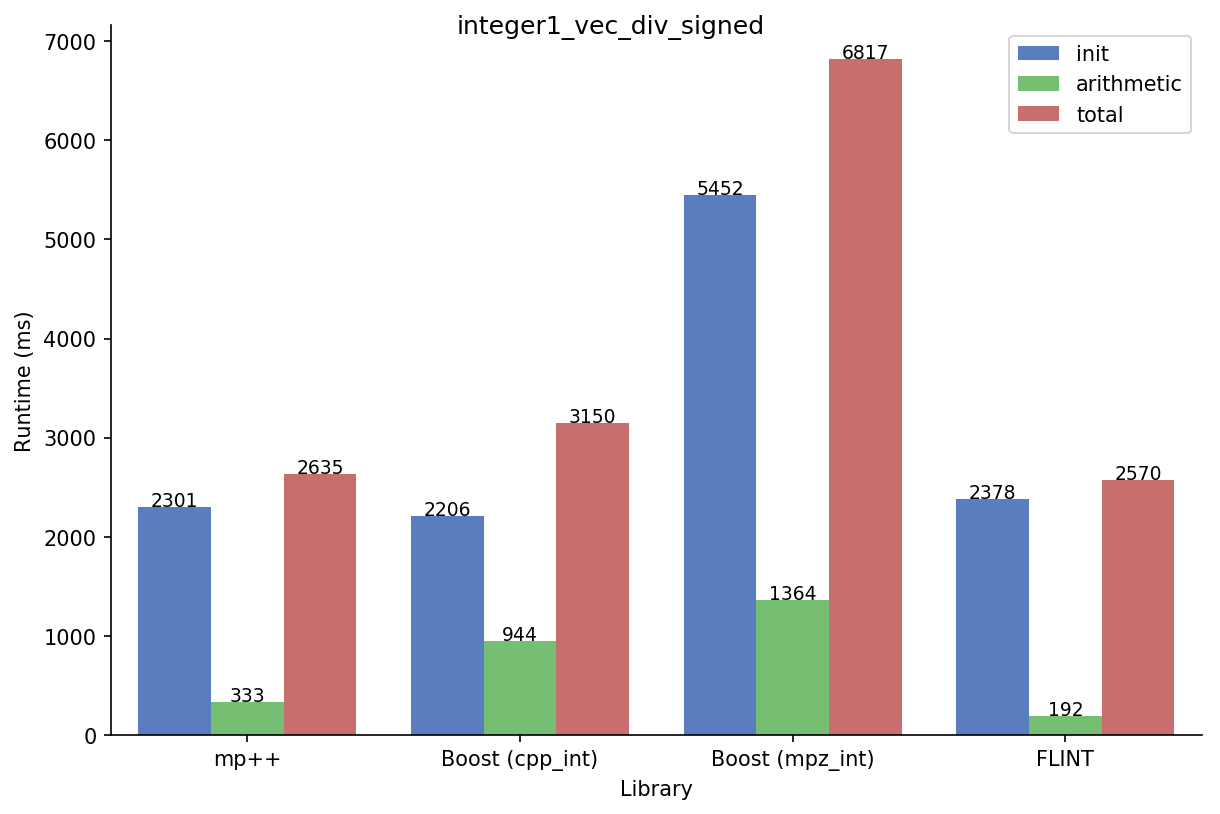 integer1_vec_div_signed
init
arithmetic
total
Runtime (ms)
7000
6000
5000
4000
3000
2000
1000
0
2301
333
2635
2206
944
3150
5452
1364
6817
2378
192
2570
mp++
Boost (cpp_int)
Boost (mpz_int)
FLINT
Library